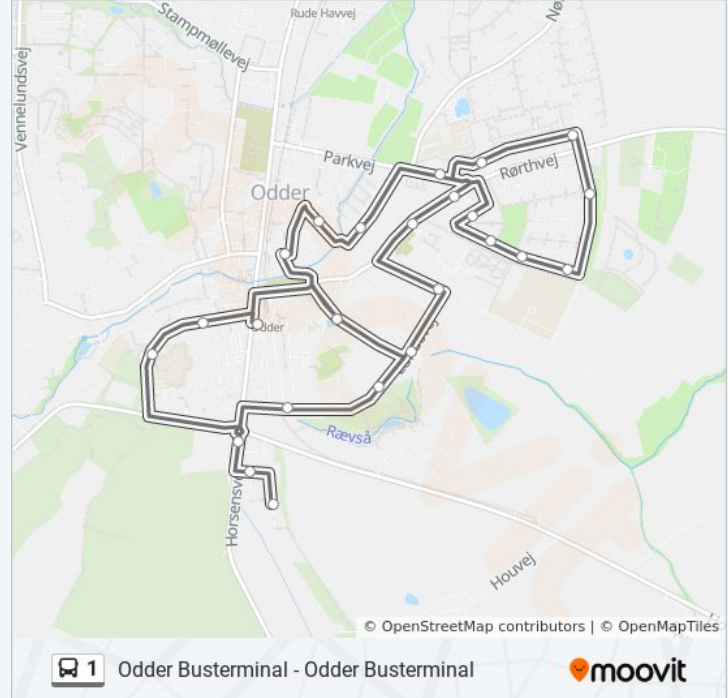 Rude Havvej
Stampmøllevej
Vennelundsvej
Parkvej
Rørthvej
Odder
Odder
Rævså
Horsensvej
Houvej
© OpenStreetMap contributors | © OpenMapTiles
1 Odder Busterminal - Odder Busterminal
moovit